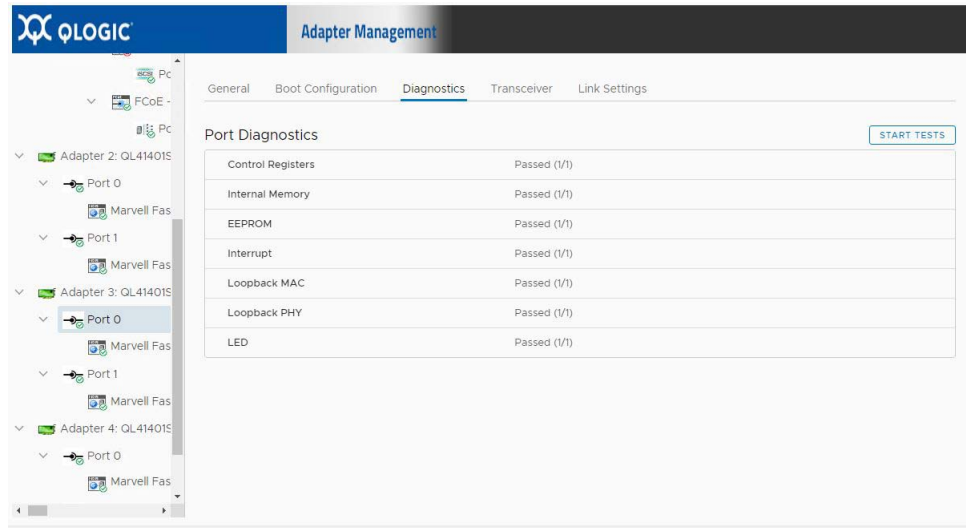 QLOGIC
Adapter Management
Po
FCoE -
Po
Adapter 2: QL41401S
Port 0
Marvell Fas
Port 1
Marvell Fas
Adapter 3: QL41401S
Port 0
Marvell Fas
Port 1
Marvell Fas
Adapter 4: QL41401S
Port 0
Marvell Fas
General Boot Configuration Diagnostics Transceiver Link Settings
Port Diagnostics START TESTS
Control Registers Passed (1/1)
Internal Memory Passed (1/1)
EEPROM Passed (1/1)
Interrupt Passed (1/1)
Loopback MAC Passed (1/1)
Loopback PHY Passed (1/1)
LED Passed (1/1)